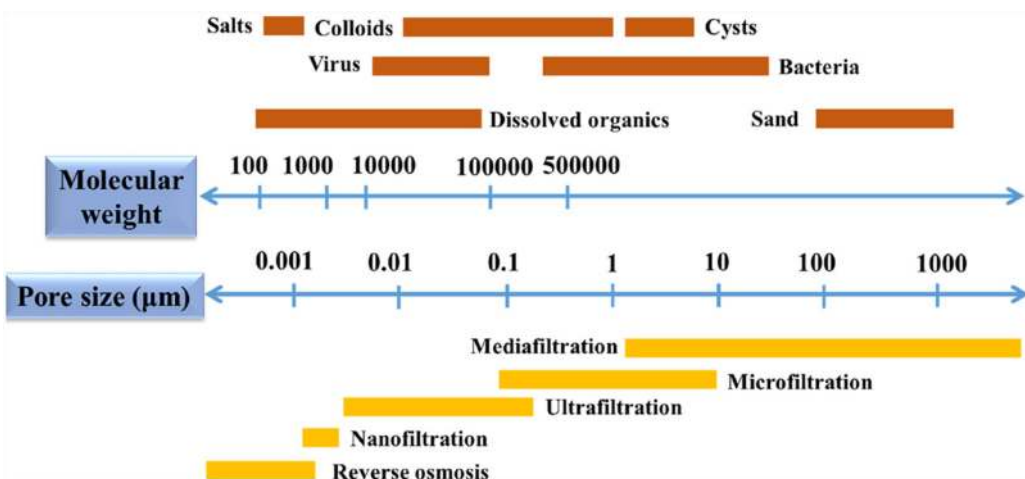 Salts
Colloids
Cysts
Virus
Bacteria
Dissolved organics
Sand
Molecular
weight
100 1000 10000 100000 500000
0.001 0.01 0.1 1 10 100 1000
Pore size (μm)
Mediafiltration
Microfiltration
Ultrafiltration
Nanofiltration
Reverse osmosis